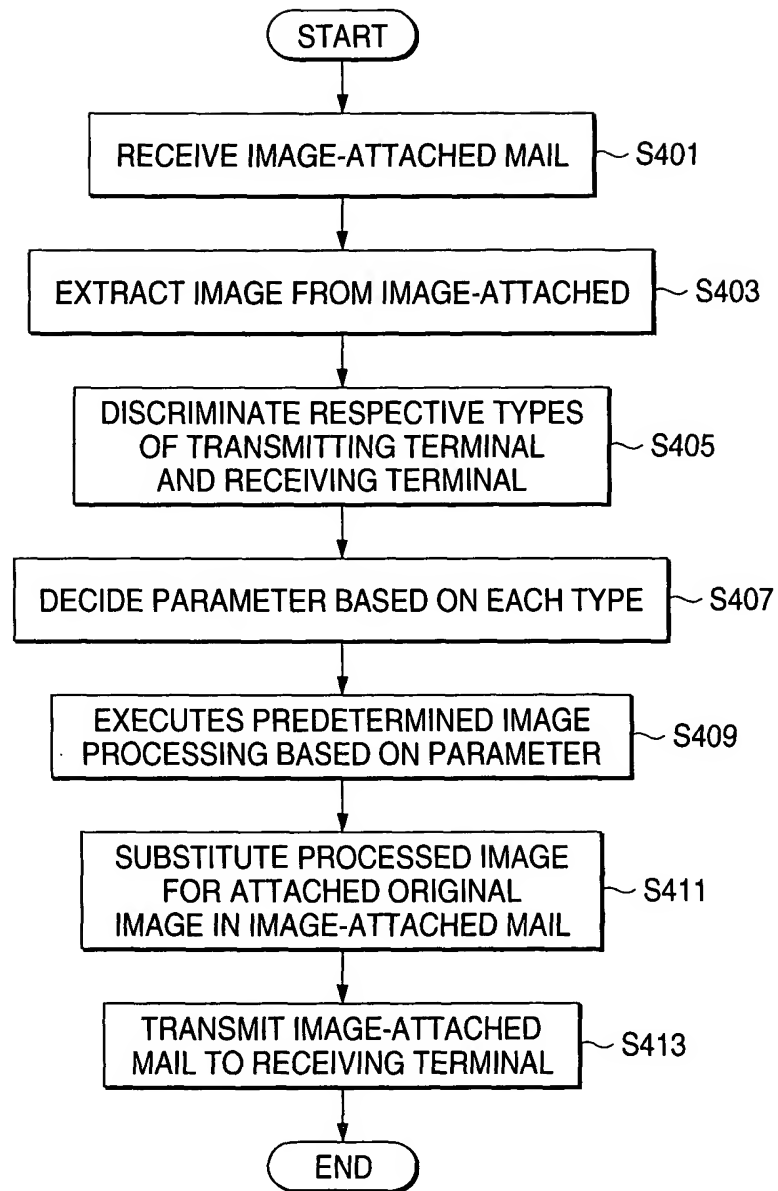 START
RECEIVE IMAGE-ATTACHED MAIL
S401
EXTRACT IMAGE FROM IMAGE-ATTACHED
S403
DISCRIMINATE RESPECTIVE TYPES
OF TRANSMITTING TERMINAL
AND RECEIVING TERMINAL
S405
DECIDE PARAMETER BASED ON EACH TYPE
S407
EXECUTES PREDETERMINED IMAGE
PROCESSING BASED ON PARAMETER
S409
SUBSTITUTE PROCESSED IMAGE
FOR ATTACHED ORIGINAL
IMAGE IN IMAGE-ATTACHED MAIL
S411
TRANSMIT IMAGE-ATTACHED
MAIL TO RECEIVING TERMINAL
S413
END